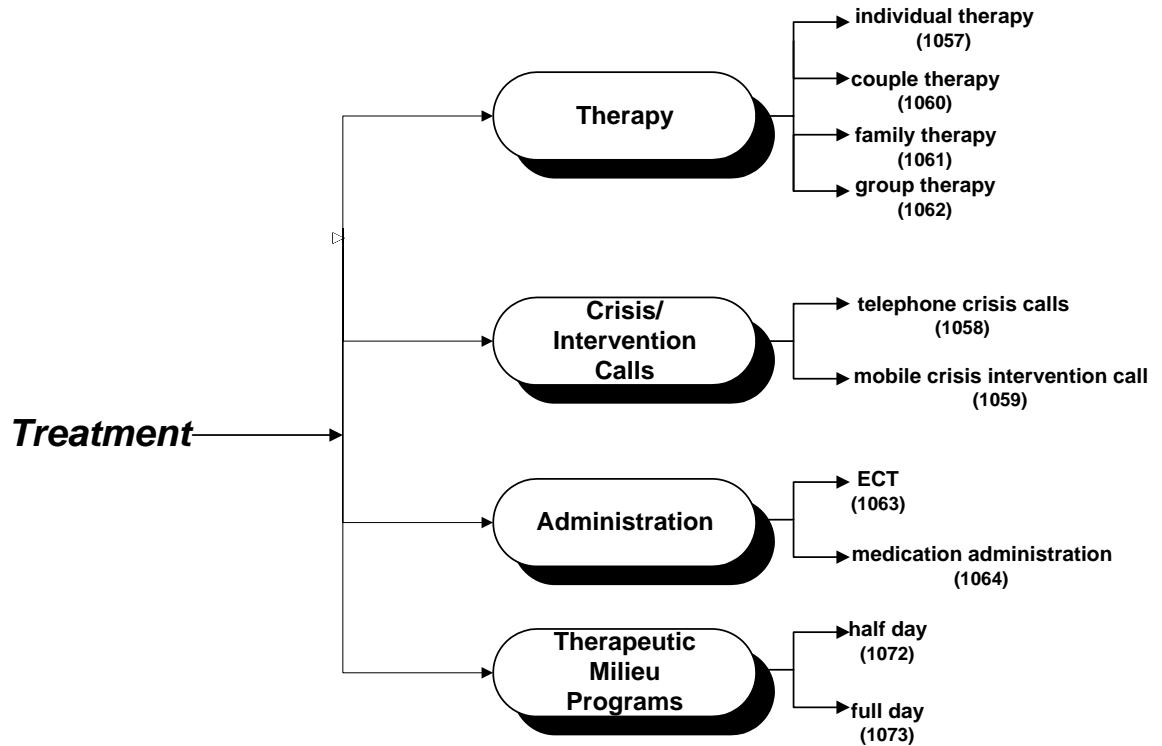 Treatment
Therapy
individual therapy
(1057)
couple therapy
(1060)
family therapy
(1061)
group therapy
(1062)
Crisis/
Intervention
Calls
telephone crisis calls
(1058)
mobile crisis intervention call
(1059)
Administration
ECT
(1063)
medication administration
(1064)
Therapeutic
Milieu
Programs
half day
(1072)
full day
(1073)